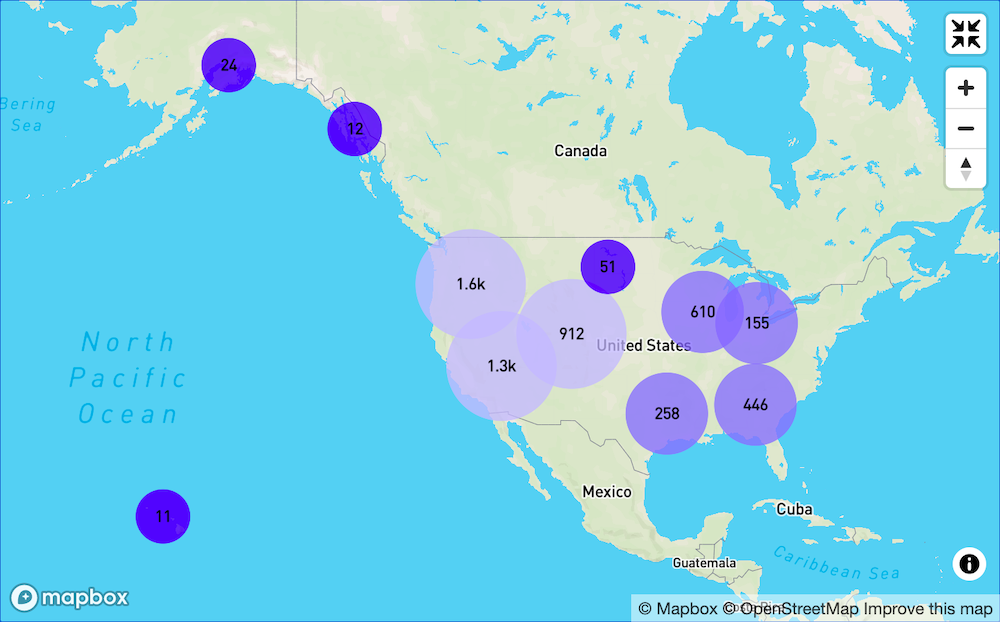 24
Bering
Sea
12
Canada
51
1.6k
610
155
912
United States
1.3k
North
Pacific
Ocean
446
258
Mexico
Cuba
11
Guatemala
Caribbean Sea
mapbox
© Mapbox © OpenStreetMap Improve this map